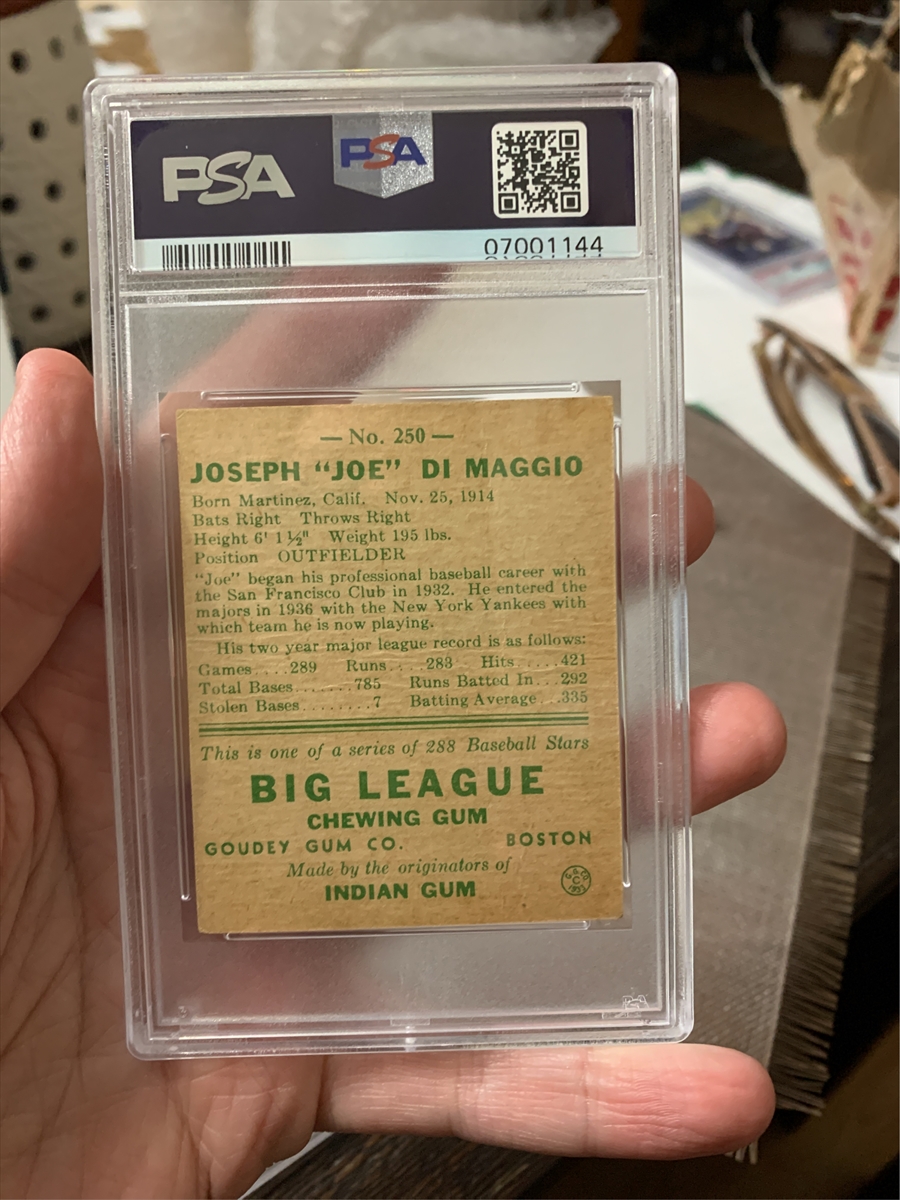 PSA
PSA
07001144
— No. 250 —
JOSEPH “JOE” DI MAGGIO
Born Martinez, Calif. Nov. 25, 1914
Bats Right Throws Right
Height 6' 1½" Weight 195 lbs.
Position OUTFIELDER
“Joe” began his professional baseball career with
the San Francisco Club in 1932. He entered the
majors in 1936 with the New York Yankees with
which team he is now playing.
His two year major league record is as follows:
Games....289 Runs....283 Hits.....421
Total Bases.......785 Runs Batted In...292
Stolen Bases........7 Batting Average...335
This is one of a series of 288 Baseball Stars
BIG LEAGUE
CHEWING GUM
GOUDEY GUM CO. BOSTON
Made by the originators of
INDIAN GUM
PSA